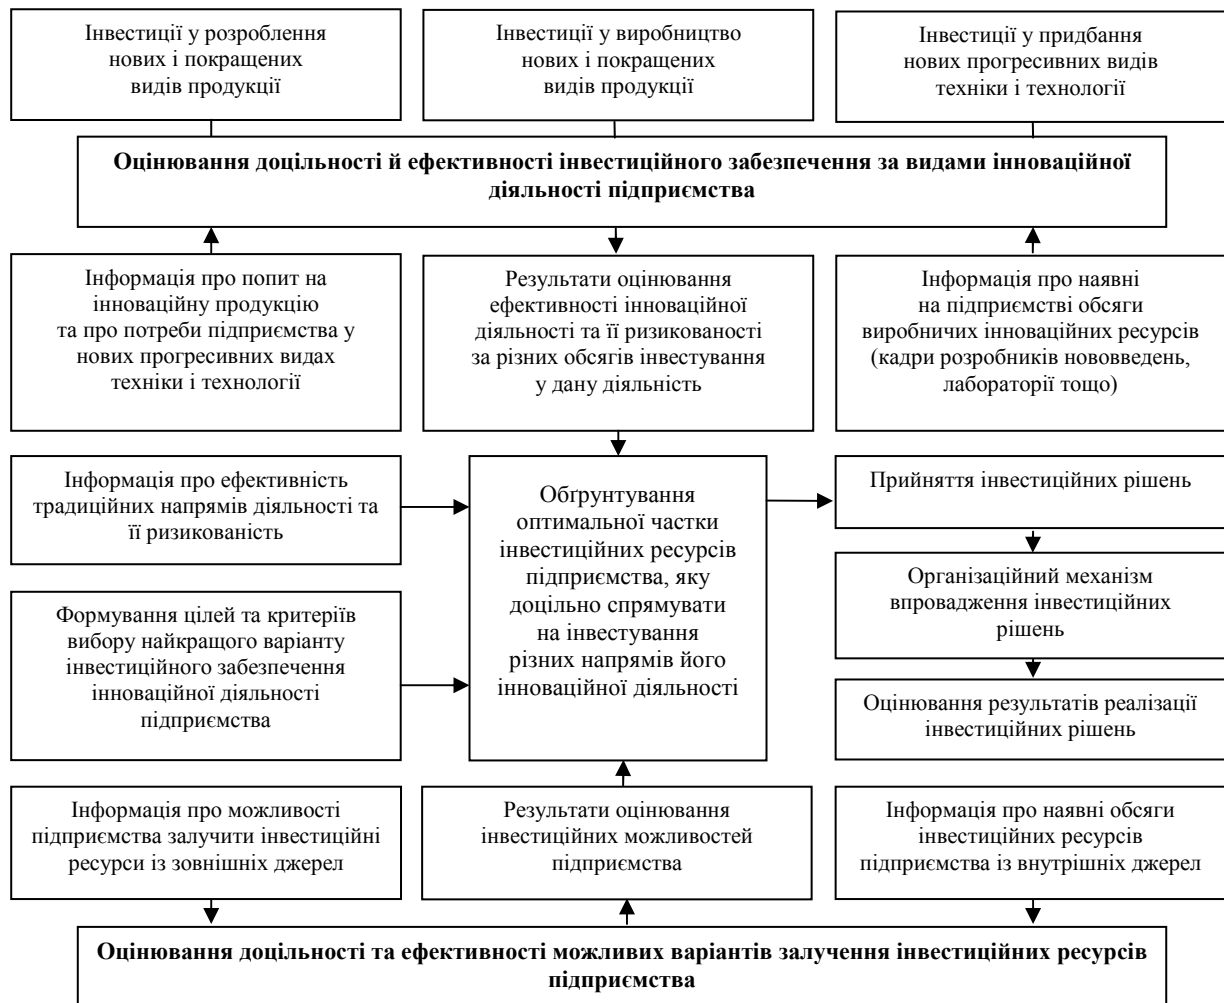 Інвестиції у розроблення
нових і покращених
видів продукції
Інвестиції у виробництво
нових і покращених
видів продукції
Інвестиції у придбання
нових прогресивних видів
техніки і технології
Оцінювання доцільності й ефективності інвестиційного забезпечення за видами інноваційної
діяльності підприємства
Інформація про попит на
інноваційну продукцію
та про потреби підприємства у
нових прогресивних видах
техніки і технології
Результати оцінювання
ефективності інноваційної
діяльності та її ризикованості
за різних обсягів інвестування
у дану діяльність
Інформація про наявні
на підприємстві обсяги
виробничих інноваційних ресурсів
(кадри розробників нововведень,
лабораторії тощо)
Інформація про ефективність
традиційних напрямів діяльності та
її ризикованість
Формування цілей та критеріїв
вибору найкращого варіанту
інвестиційного забезпечення
інноваційної діяльності
підприємства
Обґрунтування
оптимальної частки
інвестиційних ресурсів
підприємства, яку
доцільно спрямувати
на інвестування
різних напрямів його
інноваційної діяльності
Прийняття інвестиційних рішень
Організаційний механізм
впровадження інвестиційних
рішень
Оцінювання результатів реалізації
інвестиційних рішень
Інформація про можливості
підприємства залучити інвестиційні
ресурси із зовнішніх джерел
Результати оцінювання
інвестиційних можливостей
підприємства
Інформація про наявні обсяги
інвестиційних ресурсів
підприємства із внутрішніх джерел
Оцінювання доцільності та ефективності можливих варіантів залучення інвестиційних ресурсів
підприємства